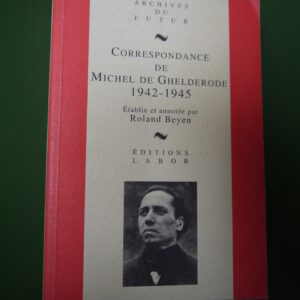 ARCHIVES
DU
FUTUR
CORRESPONDANCE
DE
MICHEL DE GHELDERODE
1942-1945
Établie et annotée par
Roland Beyen
ÉDITIONS
LABOR